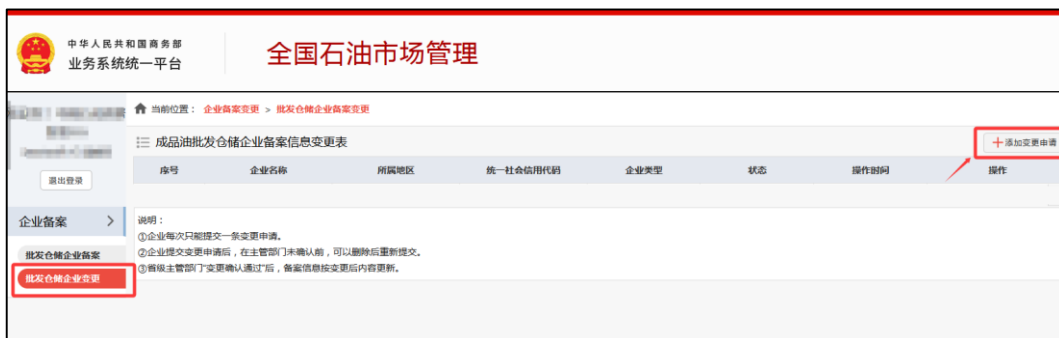 中华人民共和国商务部
业务系统统一平台
全国石油市场管理
当前位置： 企业备案变更 > 批发仓储企业备案变更
成品油批发仓储企业备案信息变更表
添加变更申请
序号 企业名称 所属地区 统一社会信用代码 企业类型 状态 操作时间 操作
退出登录
说明：
①企业每次只能提交一条变更申请。
②企业提交变更申请后，在主管部门未确认前，可以删除后重新提交。
③省级主管部门“变更确认通过”后，备案信息按变更后内容更新。
企业备案
批发仓储企业备案
批发仓储企业变更